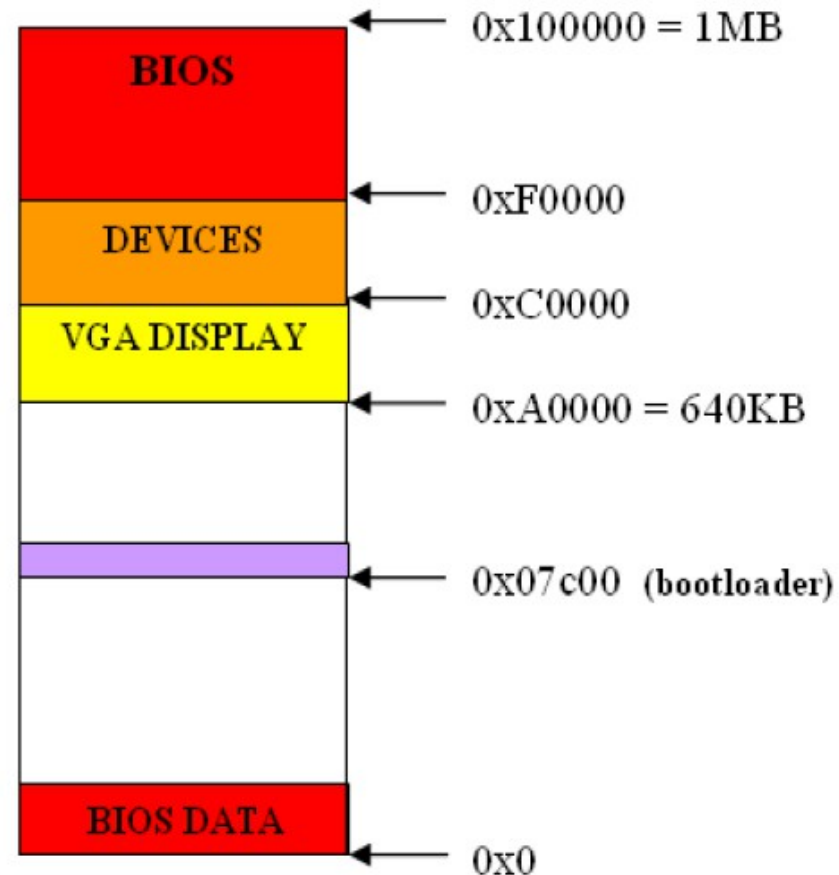 0x100000 = 1MB
BIOS
0xF0000
DEVICES
0xC0000
VGA DISPLAY
0xA0000 = 640KB
0x07c00 (bootloader)
BIOS DATA
0x0